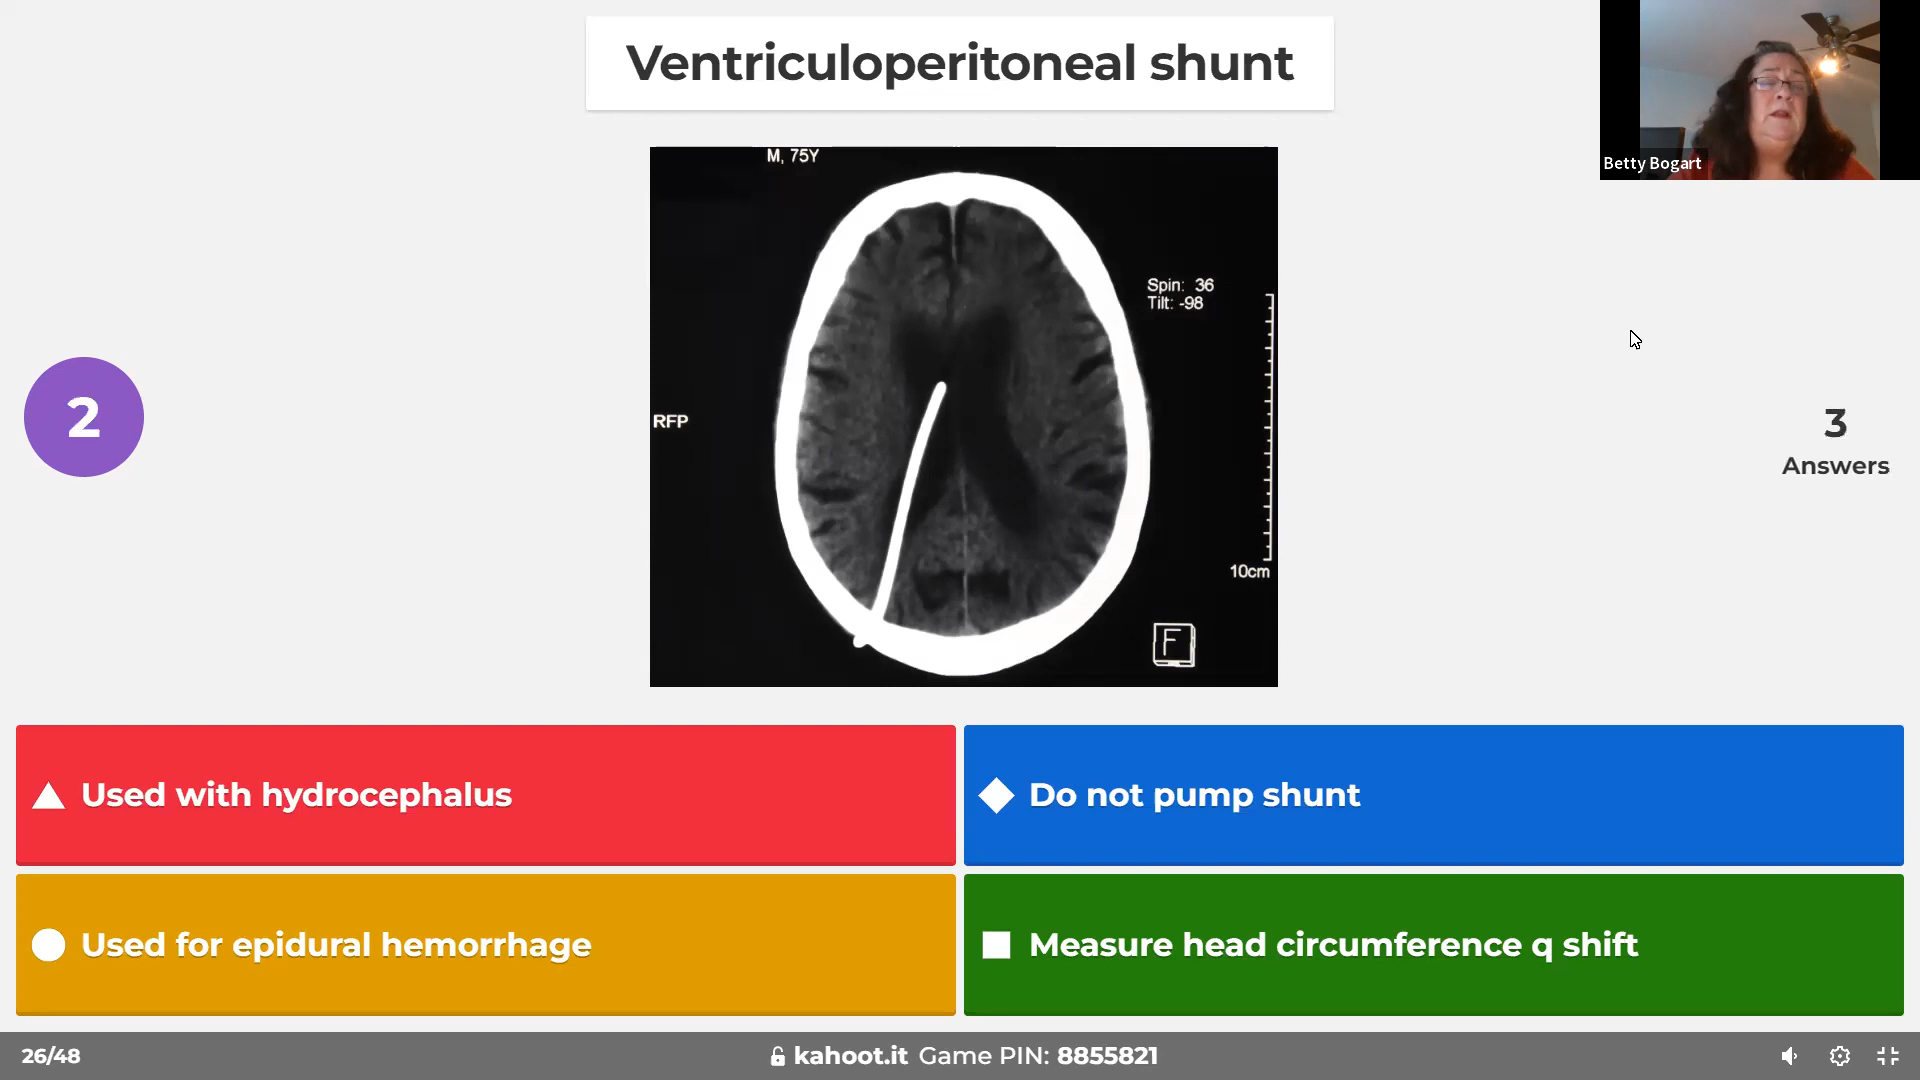 Ventriculoperitoneal shunt
Betty Bogart
M, 75Y
Spin: 36
Tilt: -98
RFP
10cm
F
2
3
Answers
Used with hydrocephalus
Do not pump shunt
Used for epidural hemorrhage
Measure head circumference q shift
26/48
kahoot.it Game PIN: 8855821